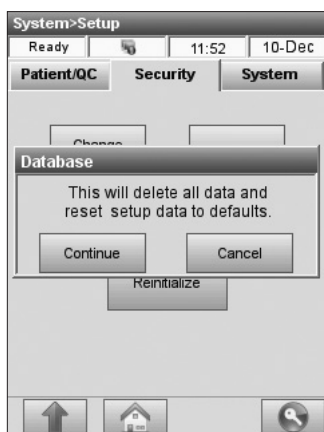 System>Setup
Ready 11:52 10-Dec
Patient/QC Security System
Change
Database
This will delete all data and
reset setup data to defaults.
Continue Cancel
Reinitialize